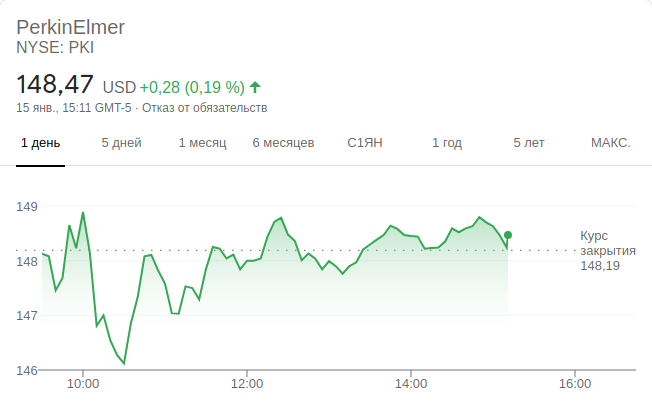 PerkinElmer
NYSE: PKI
148,47 USD +0,28 (0,19 %)
15 янв., 15:11 GMT-5 · Отказ от обязательств
1 день 5 дней 1 месяц 6 месяцев С1ЯН 1 год 5 лет МАКС.
149
148
147
146
Курс
закрытия
148,19
10:00 12:00 14:00 16:00